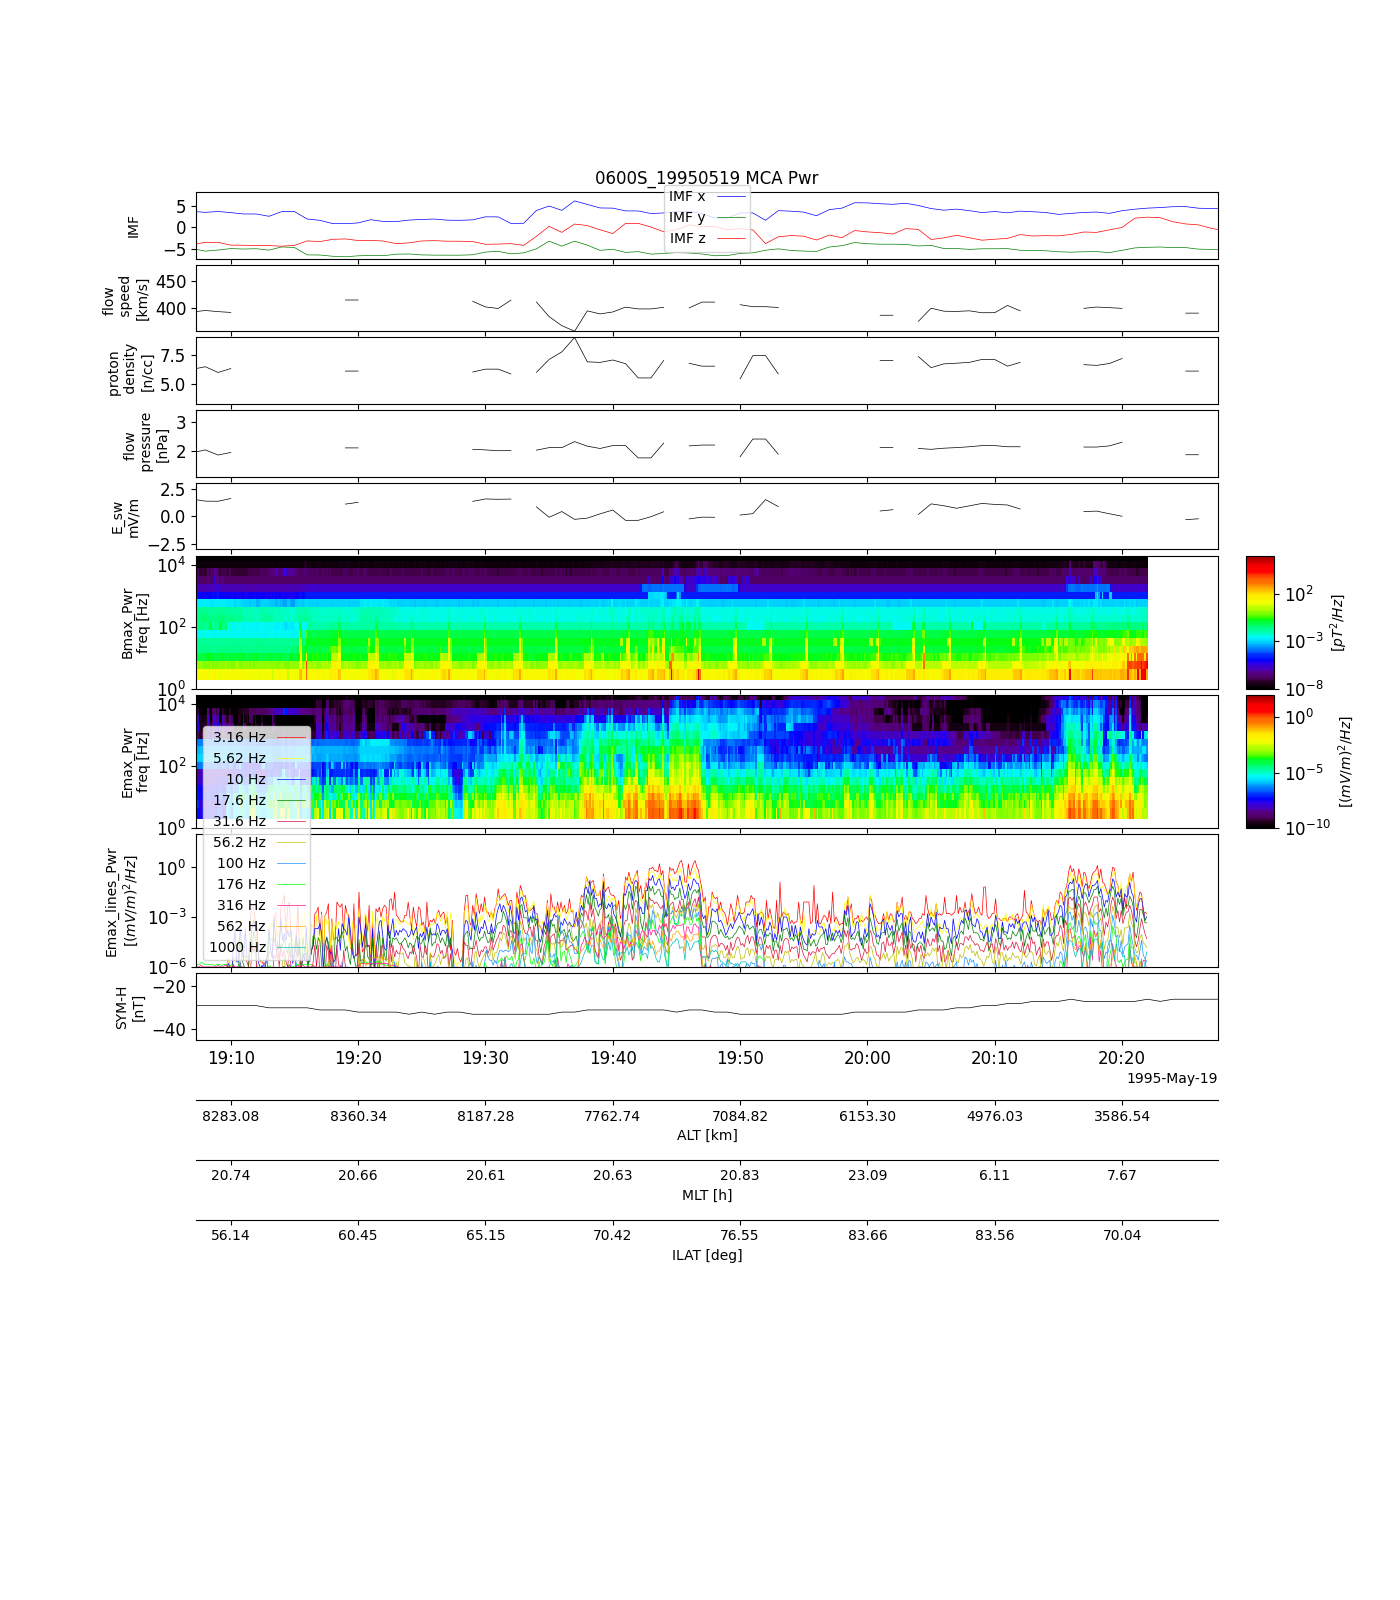 0600S_19950519 MCA Pwr
IMF
5
0
−5
IMF x
IMF y
IMF z
flow
speed
[km/s]
450
400
proton
density
[n/cc]
7.5
5.0
flow
pressure
[nPa]
3
2
E_sw
mV/m
2.5
0.0
−2.5
Bmax_Pwr
freq [Hz]
10^4
10^2
10^0
10^2
10^−3
10^−8
[pT^2/Hz]
Emax_Pwr
freq [Hz]
10^4
10^2
10^0
10^0
10^−5
10^−10
[(mV/m)^2/Hz]
3.16 Hz
5.62 Hz
10 Hz
17.6 Hz
31.6 Hz
56.2 Hz
100 Hz
176 Hz
316 Hz
562 Hz
1000 Hz
Emax_lines_Pwr
[(mV/m)^2/Hz]
10^0
10^−3
10^−6
SYM-H
[nT]
−20
−40
19:10 19:20 19:30 19:40 19:50 20:00 20:10 20:20
1995-May-19
8283.08 8360.34 8187.28 7762.74 7084.82 6153.30 4976.03 3586.54
ALT [km]
20.74 20.66 20.61 20.63 20.83 23.09 6.11 7.67
MLT [h]
56.14 60.45 65.15 70.42 76.55 83.66 83.56 70.04
ILAT [deg]